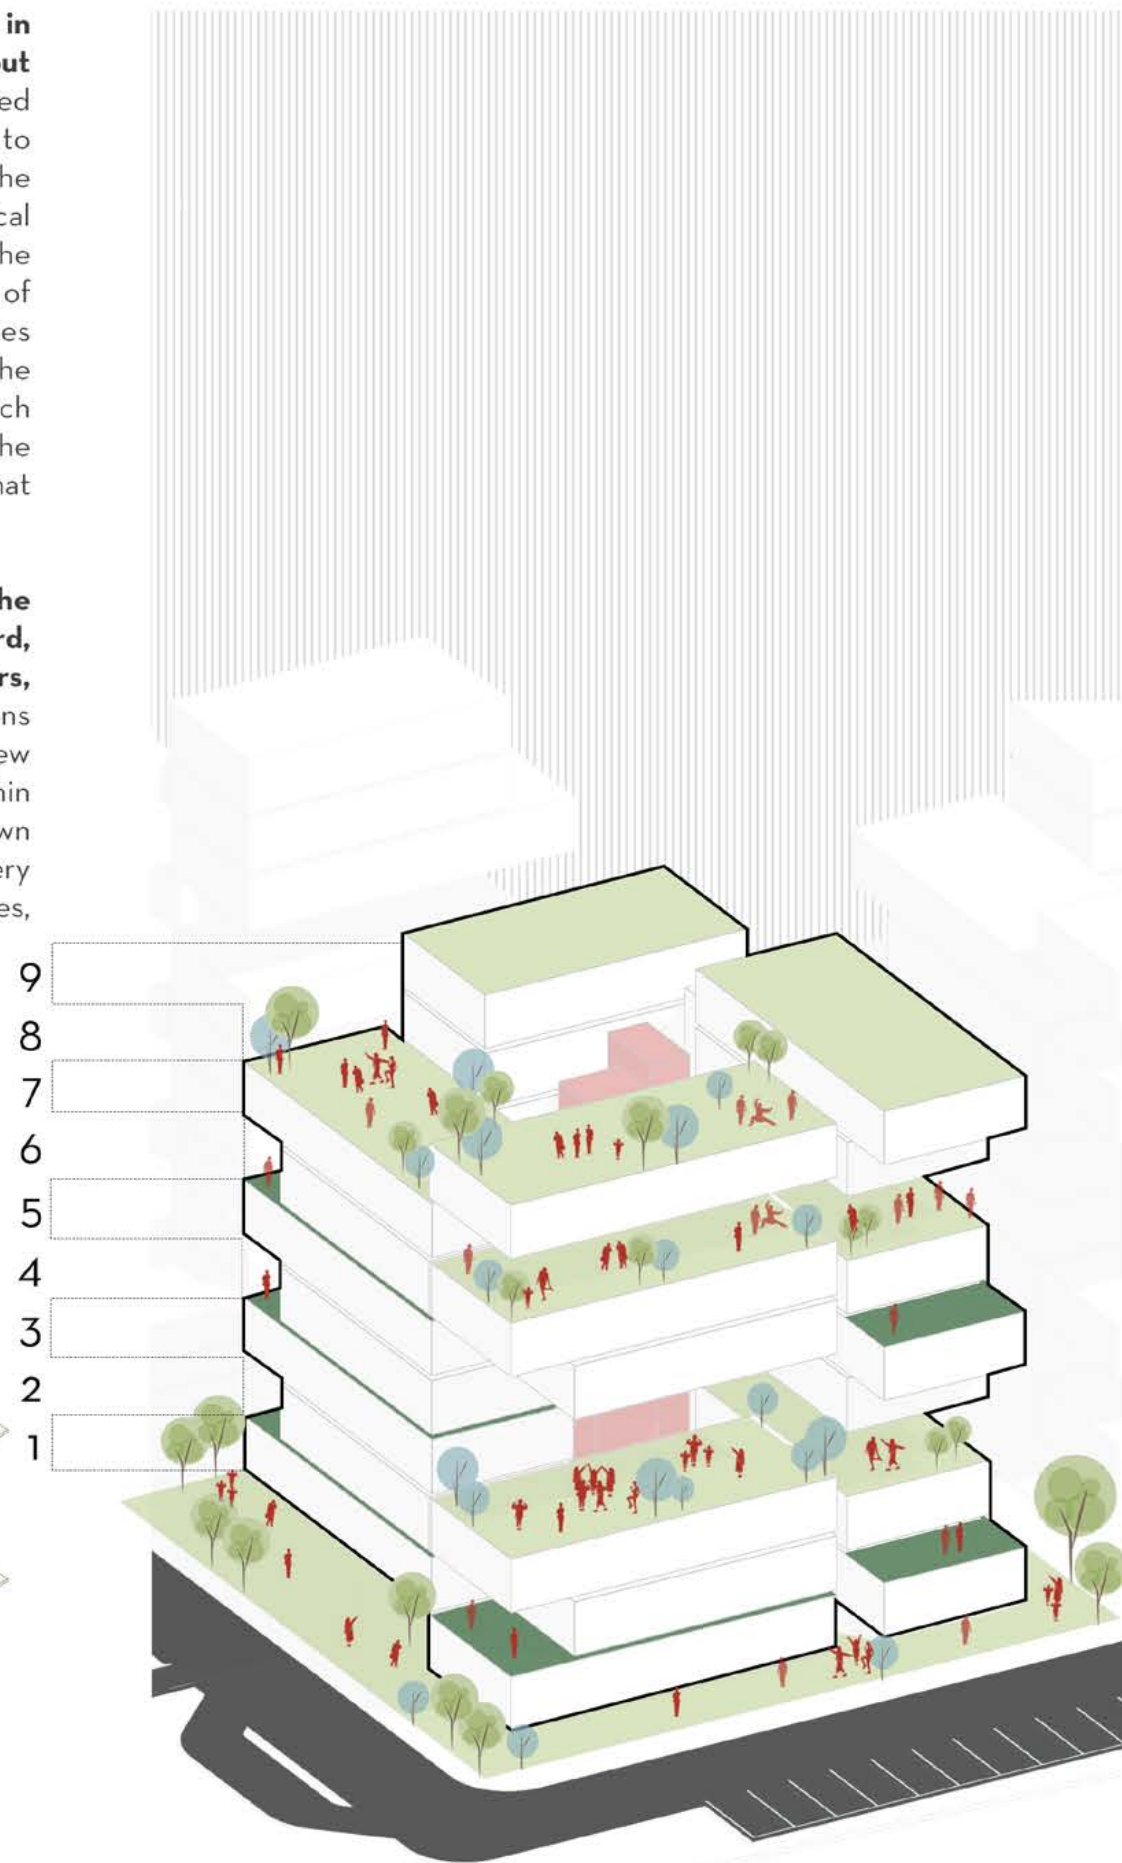 in
out
ed
to
he
cal
he
of
es
he
ch
he
hat
he
rd,
rs,
ns
ew
hin
wn
ery
es,
9
8
7
6
5
4
3
2
1